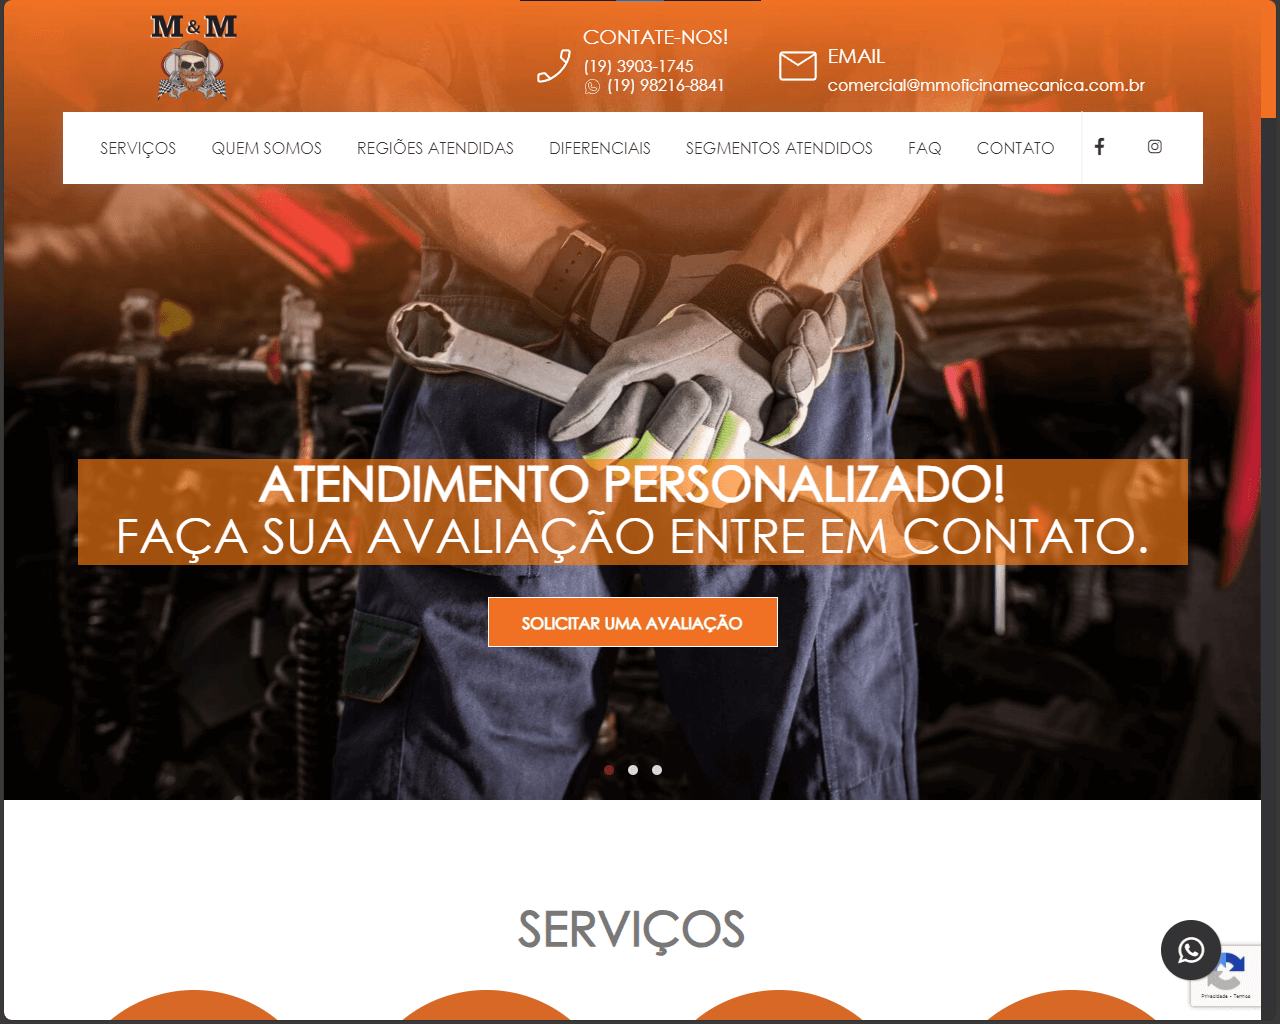 M & M
CONTATE-NOS!
(19) 3903-1745
(19) 98216-8841
EMAIL
comercial@mmoficinamecanica.com.br
SERVIÇOS QUEM SOMOS REGIÕES ATENDIDAS DIFERENCIAIS SEGMENTOS ATENDIDOS FAQ CONTATO
ATENDIMENTO PERSONALIZADO!
FAÇA SUA AVALIAÇÃO ENTRE EM CONTATO.
SOLICITAR UMA AVALIAÇÃO
SERVIÇOS
Privacidade - Termos